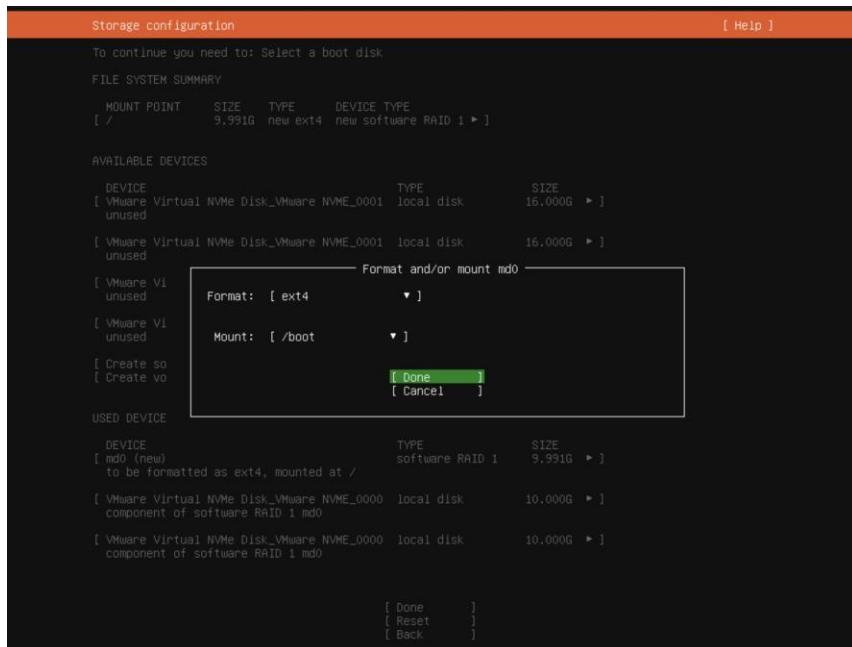 Storage configuration [ Help ]
To continue you need to: Select a boot disk
FILE SYSTEM SUMMARY
MOUNT POINT SIZE TYPE DEVICE TYPE
[ / 9.991G new ext4 new software RAID 1 ▸ ]
AVAILABLE DEVICES
DEVICE TYPE SIZE
[ VMware Virtual NVMe Disk_VMware NVME_0001 local disk 16.000G ▸ ]
unused
[ VMware Virtual NVMe Disk_VMware NVME_0001 local disk 16.000G ▸ ]
unused
Format and/or mount md0
[ VMware Vi
unused
Format: [ ext4 ▾ ]
[ VMware Vi
unused
Mount: [ /boot ▾ ]
[ Create so
[ Create vo
[ Done ]
[ Cancel ]
USED DEVICE
DEVICE TYPE SIZE
[ md0 (new) software RAID 1 9.991G ▸ ]
to be formatted as ext4, mounted at /
[ VMware Virtual NVMe Disk_VMware NVME_0000 local disk 10.000G ▸ ]
component of software RAID 1 md0
[ VMware Virtual NVMe Disk_VMware NVME_0000 local disk 10.000G ▸ ]
component of software RAID 1 md0
[ Done ]
[ Reset ]
[ Back ]